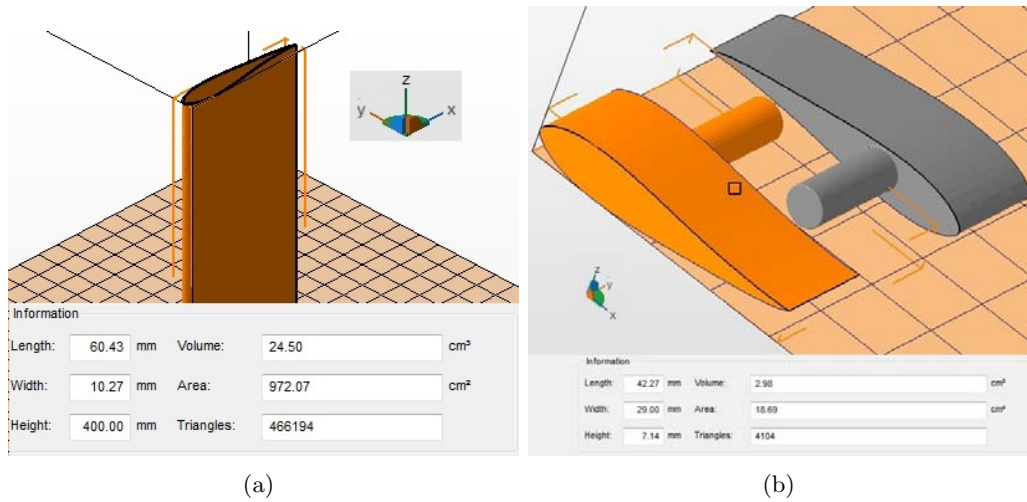 z
y x
Information
Length: 60.43 mm Volume: 24.50 cm³
Width: 10.27 mm Area: 972.07 cm²
Height: 400.00 mm Triangles: 466194
(a)
z
y
x
Information
Length: 42.27 mm Volume: 2.98 cm³
Width: 29.00 mm Area: 18.69 cm²
Height: 7.14 mm Triangles: 4104
(b)